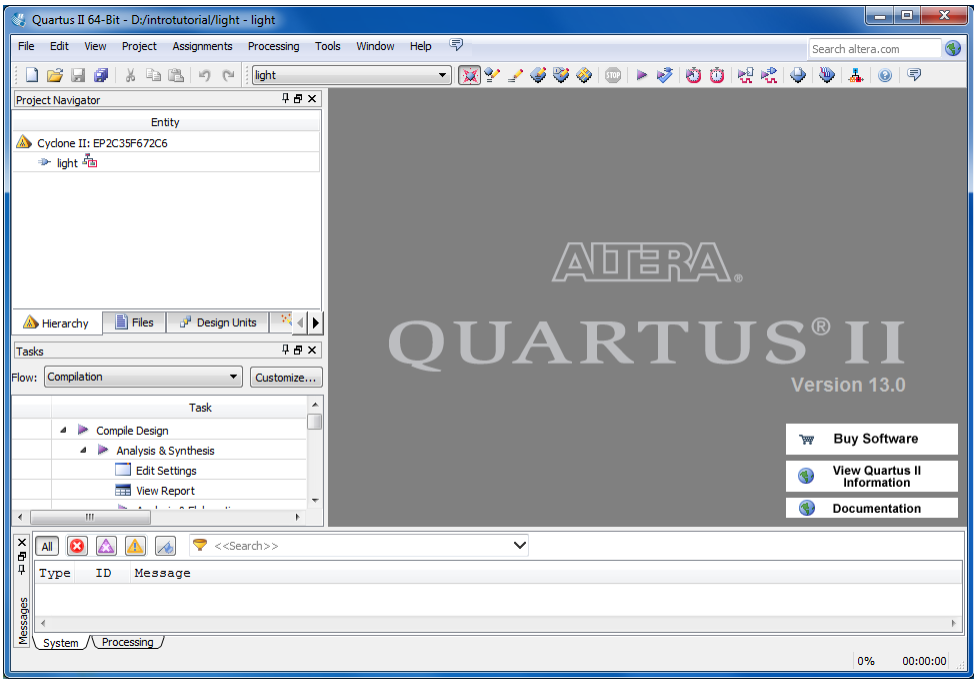 Quartus II 64-Bit - D:/introtutorial/light - light
File Edit View Project Assignments Processing Tools Window Help
Search altera.com
light
STOP
Project Navigator
Entity
Cyclone II: EP2C35F672C6
light
Hierarchy Files Design Units
Tasks
Flow: Compilation Customize...
Task
Compile Design
Analysis & Synthesis
Edit Settings
View Report
ALTERA®
QUARTUS® II
Version 13.0
Buy Software
View Quartus II
Information
Documentation
All <<Search>>
Type ID Message
Messages
System Processing
0% 00:00:00